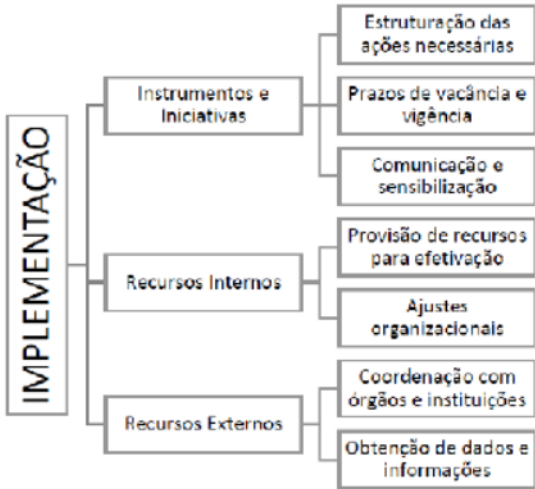 IMPLEMENTAÇÃO
Instrumentos e
Iniciativas
Estruturação das
ações necessárias
Prazos de vacância e
vigência
Comunicação e
sensibilização
Recursos Internos
Provisão de recursos
para efetivação
Ajustes
organizacionais
Recursos Externos
Coordenação com
órgãos e instituições
Obtenção de dados e
informações